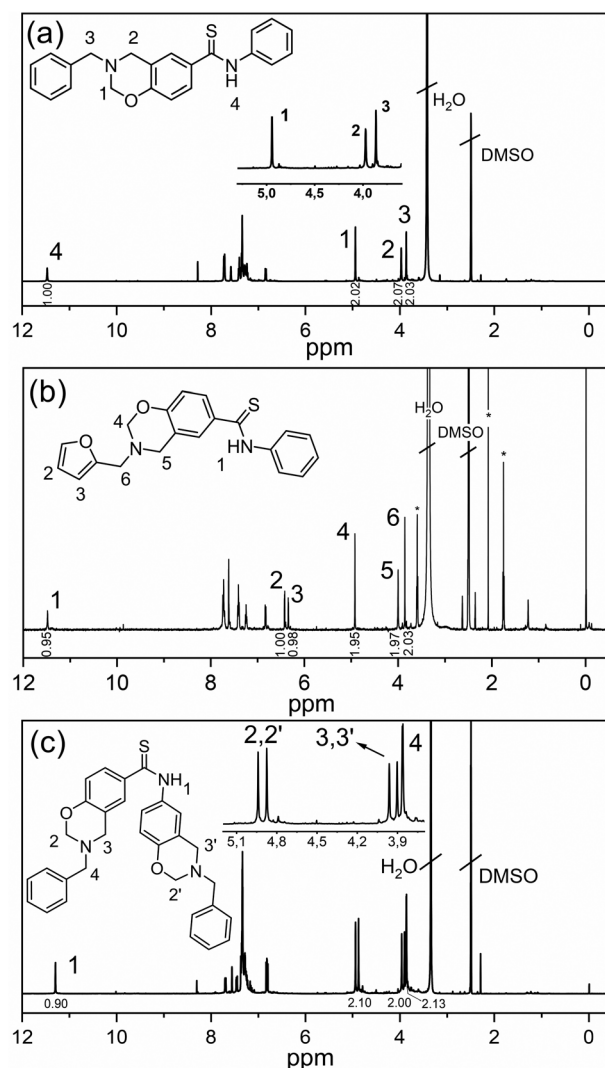 (a)
S
N
H
4
3
2
N
1
O
1
2
3
5,0 4,5 4,0
H2O
DMSO
4
1
2
3
1.00
2.02
2.07
2.03
12 10 8 6 4 2 0
ppm
(b)
4
O
N
6
5
S
N
H
1
O
2
3
H2O
DMSO
*
*
*
1
2
3
4
5
6
0.95
1.00
0.98
1.95
1.97
2.03
12 10 8 6 4 2 0
ppm
(c)
S
NH
1
O
2
N
3
4
3'
O
N
2'
2,2'
3,3'
4
5,1 4,8 4,5 4,2 3,9
H2O
DMSO
1
0.90
2.10
2.00
2.13
12 10 8 6 4 2 0
ppm